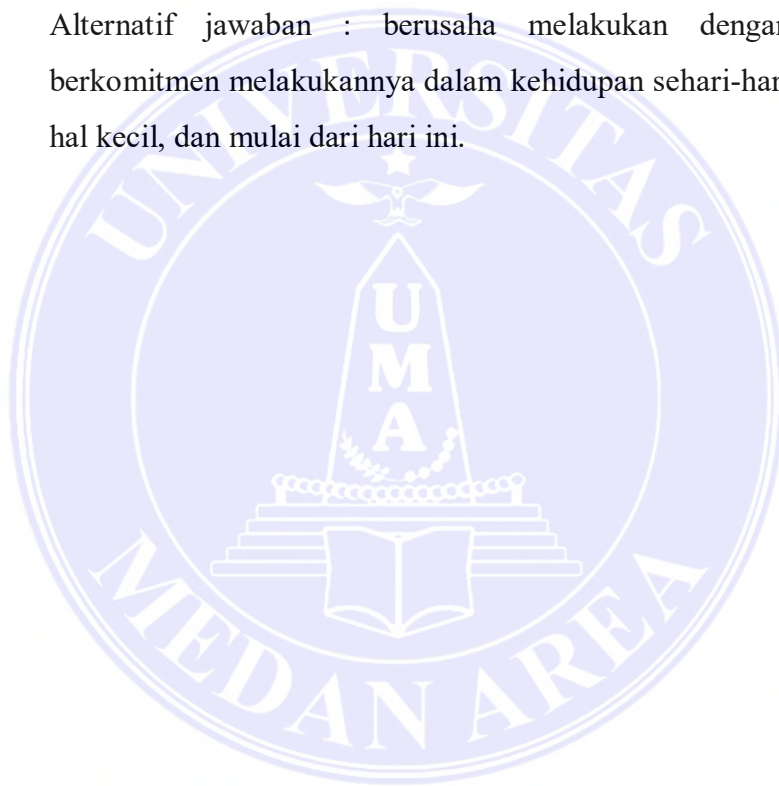 Alternatif jawaban : berusaha melakukan dengan
berkomitmen melakukannya dalam kehidupan sehari-hari
hal kecil, dan mulai dari hari ini.
UNIVERSITAS
U
M
A
MEDAN AREA